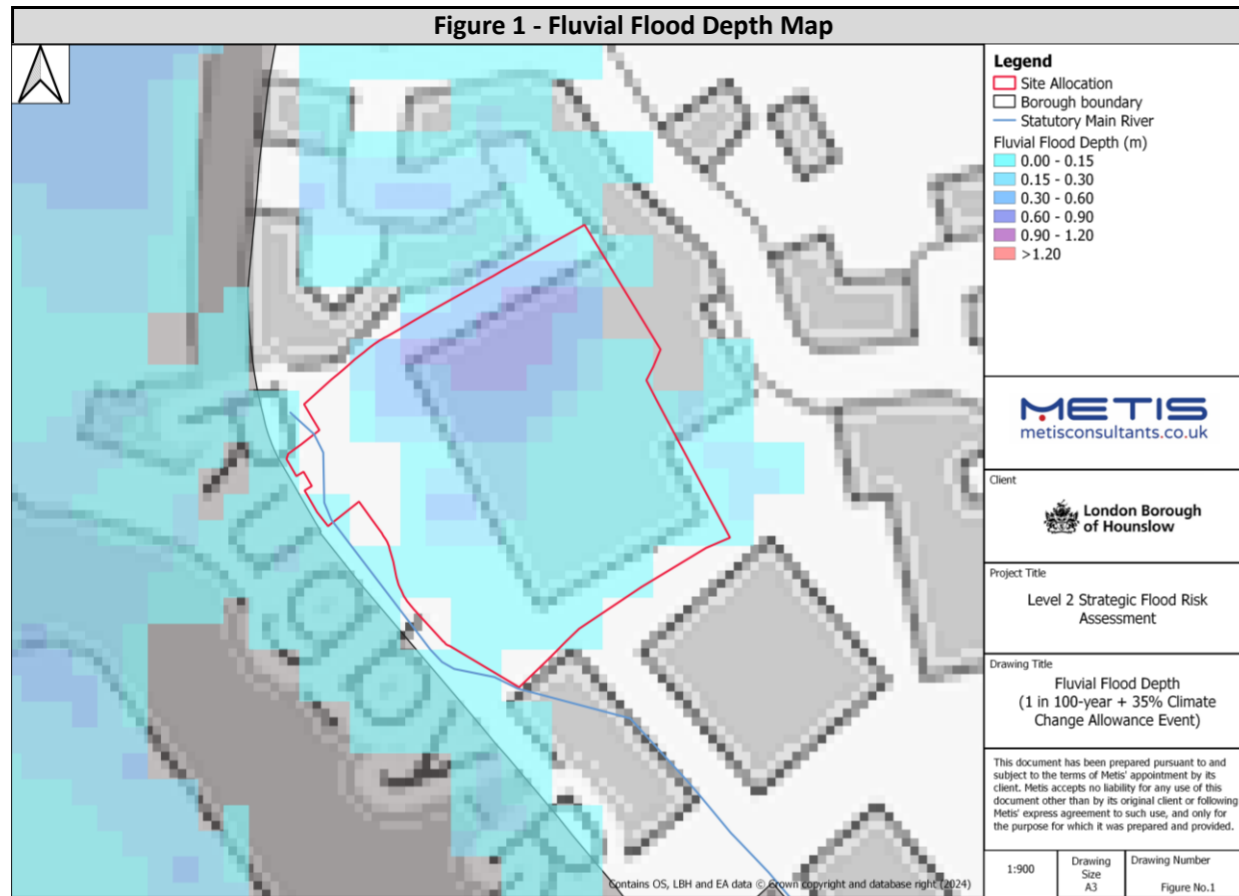 Figure 1 - Fluvial Flood Depth Map
Legend
Site Allocation
Borough boundary
Statutory Main River
Fluvial Flood Depth (m)
0.00 - 0.15
0.15 - 0.30
0.30 - 0.60
0.60 - 0.90
0.90 - 1.20
>1.20
METIS
metisconsultants.co.uk
Client
London Borough
of Hounslow
Project Title
Level 2 Strategic Flood Risk
Assessment
Drawing Title
Fluvial Flood Depth
(1 in 100-year + 35% Climate
Change Allowance Event)
This document has been prepared pursuant to and
subject to the terms of Metis' appointment by its
client. Metis accepts no liability for any use of this
document other than by its original client or following
Metis' express agreement to such use, and only for
the purpose for which it was prepared and provided.
1:900
Drawing
Size
A3
Drawing Number
Figure No.1
Contains OS, LBH and EA data © Crown copyright and database right (2024)